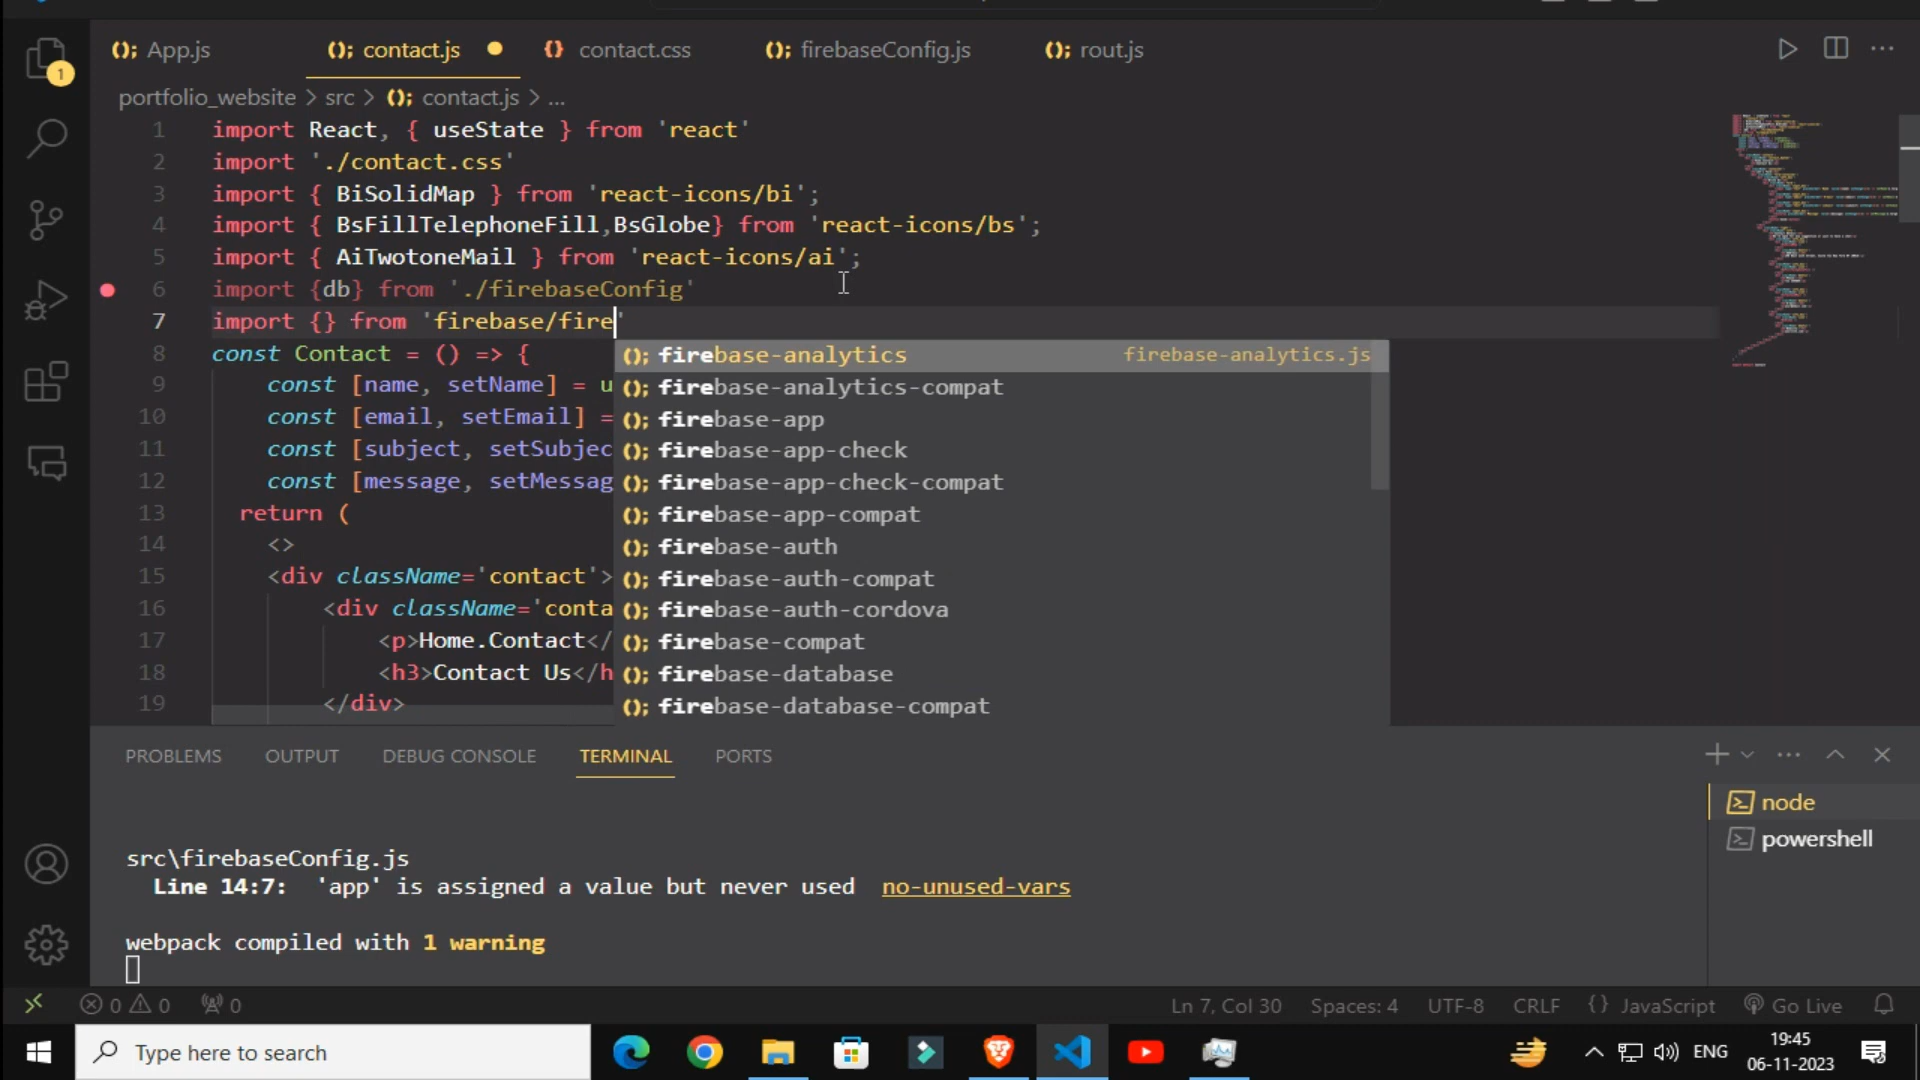 App.js
contact.js
contact.css
firebaseConfig.js
rout.js
1
portfolio_website > src > contact.js > ...
1 import React, { useState } from 'react'
2 import './contact.css'
3 import { BiSolidMap } from 'react-icons/bi';
4 import { BsFillTelephoneFill,BsGlobe} from 'react-icons/bs';
5 import { AiTwotoneMail } from 'react-icons/ai';
6 import {db} from './firebaseConfig'
7 import {} from 'firebase/fire'
8 const Contact = () => {
9 const [name, setName] = u
10 const [email, setEmail] =
11 const [subject, setSubjec
12 const [message, setMessag
13 return (
14 <>
15 <div className='contact'>
16 <div className='conta
17 <p>Home.Contact</
18 <h3>Contact Us</h
19 </div>
firebase-analytics firebase-analytics.js
firebase-analytics-compat
firebase-app
firebase-app-check
firebase-app-check-compat
firebase-app-compat
firebase-auth
firebase-auth-compat
firebase-auth-cordova
firebase-compat
firebase-database
firebase-database-compat
PROBLEMS OUTPUT DEBUG CONSOLE TERMINAL PORTS
node
powershell
src\firebaseConfig.js
Line 14:7: 'app' is assigned a value but never used no-unused-vars
webpack compiled with 1 warning
0 0 0
Ln 7, Col 30 Spaces: 4 UTF-8 CRLF {} JavaScript Go Live
Type here to search
ENG
19:45
06-11-2023